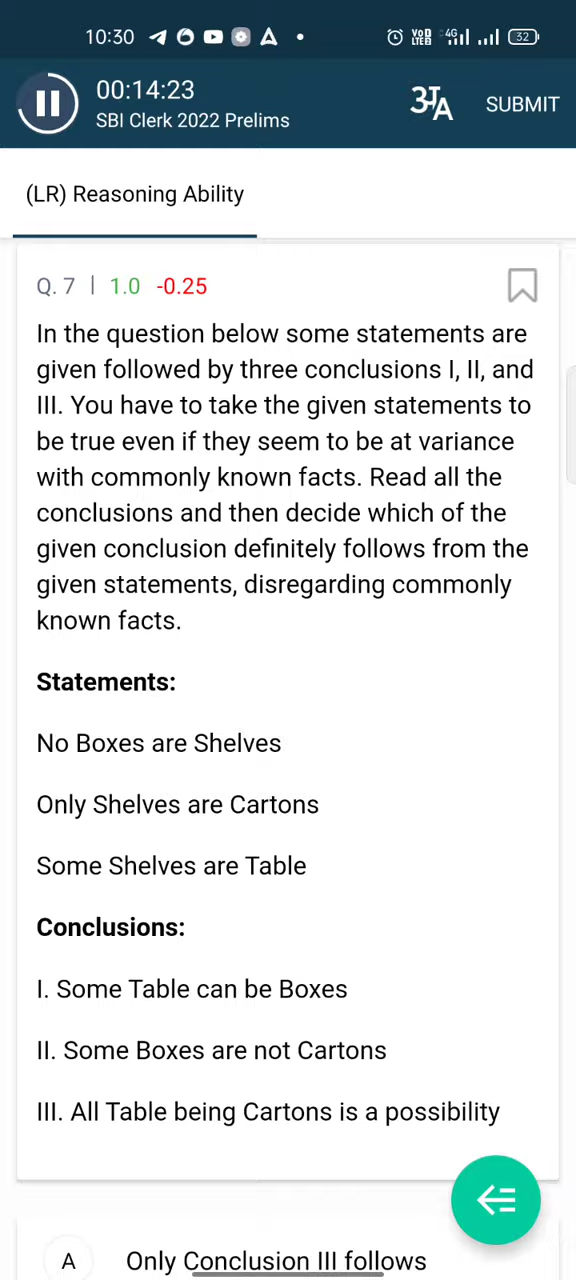 10:30
VoD LTE 4G 32
00:14:23
SBI Clerk 2022 Prelims
अA SUBMIT
(LR) Reasoning Ability
Q. 7 | 1.0 -0.25
In the question below some statements are
given followed by three conclusions I, II, and
III. You have to take the given statements to
be true even if they seem to be at variance
with commonly known facts. Read all the
conclusions and then decide which of the
given conclusion definitely follows from the
given statements, disregarding commonly
known facts.
Statements:
No Boxes are Shelves
Only Shelves are Cartons
Some Shelves are Table
Conclusions:
I. Some Table can be Boxes
II. Some Boxes are not Cartons
III. All Table being Cartons is a possibility
A Only Conclusion III follows